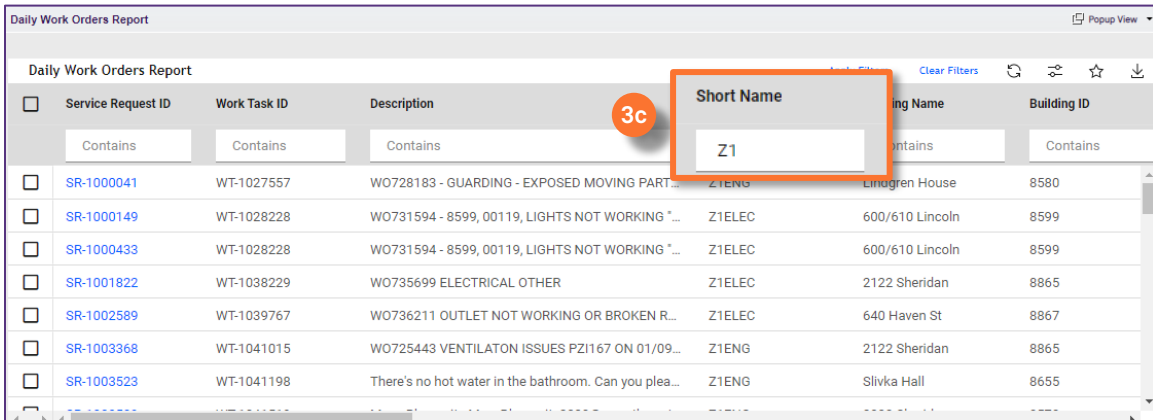 Daily Work Orders Report Popup View
Daily Work Orders Report Clear Filters
Service Request ID Work Task ID Description Short Name ing Name Building ID
3c
Contains Contains Contains Z1 ontains Contains
SR-1000041 WT-1027557 WO728183 - GUARDING - EXPOSED MOVING PART... Z1ENG Lindgren House 8580
SR-1000149 WT-1028228 WO731594 - 8599, 00119, LIGHTS NOT WORKING "... Z1ELEC 600/610 Lincoln 8599
SR-1000433 WT-1028228 WO731594 - 8599, 00119, LIGHTS NOT WORKING "... Z1ELEC 600/610 Lincoln 8599
SR-1001822 WT-1038229 WO735699 ELECTRICAL OTHER Z1ELEC 2122 Sheridan 8865
SR-1002589 WT-1039767 WO736211 OUTLET NOT WORKING OR BROKEN R... Z1ELEC 640 Haven St 8867
SR-1003368 WT-1041015 WO725443 VENTILATON ISSUES PZI167 ON 01/09... Z1ENG 2122 Sheridan 8865
SR-1003523 WT-1041198 There's no hot water in the bathroom. Can you plea... Z1ENG Slivka Hall 8655